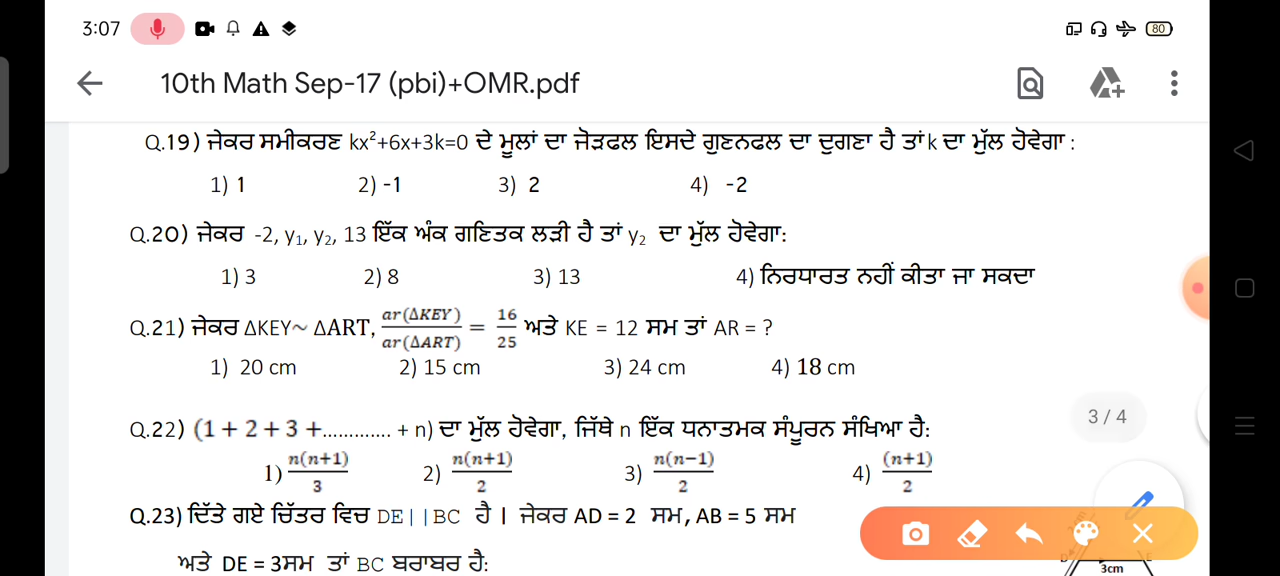 3:07 80
10th Math Sep-17 (pbi)+OMR.pdf
Q.19) ਜੇਕਰ ਸਮੀਕਰਣ kx²+6x+3k=0 ਦੇ ਮੂਲਾਂ ਦਾ ਜੋੜਫਲ ਇਸਦੇ ਗੁਣਨਫਲ ਦਾ ਦੁਗਣਾ ਹੈ ਤਾਂ k ਦਾ ਮੁੱਲ ਹੋਵੇਗਾ :
1) 1 2) -1 3) 2 4) -2
Q.20) ਜੇਕਰ -2, y₁, y₂, 13 ਇੱਕ ਅੰਕ ਗਣਿਤਕ ਲੜੀ ਹੈ ਤਾਂ y₂ ਦਾ ਮੁੱਲ ਹੋਵੇਗਾ:
1) 3 2) 8 3) 13 4) ਨਿਰਧਾਰਤ ਨਹੀਂ ਕੀਤਾ ਜਾ ਸਕਦਾ
Q.21) ਜੇਕਰ ΔKEY~ ΔART, ar(ΔKEY)/ar(ΔART) = 16/25 ਅਤੇ KE = 12 ਸਮ ਤਾਂ AR = ?
1) 20 cm 2) 15 cm 3) 24 cm 4) 18 cm
3 / 4
Q.22) (1 + 2 + 3 +............. + n) ਦਾ ਮੁੱਲ ਹੋਵੇਗਾ, ਜਿੱਥੇ n ਇੱਕ ਧਨਾਤਮਕ ਸੰਪੂਰਨ ਸੰਖਿਆ ਹੈ:
1) n(n+1)/3 2) n(n+1)/2 3) n(n−1)/2 4) (n+1)/2
Q.23) ਦਿੱਤੇ ਗਏ ਚਿੱਤਰ ਵਿਚ DE||BC ਹੈ। ਜੇਕਰ AD = 2 ਸਮ, AB = 5 ਸਮ
ਅਤੇ DE = 3ਸਮ ਤਾਂ BC ਬਰਾਬਰ ਹੈ:
3cm